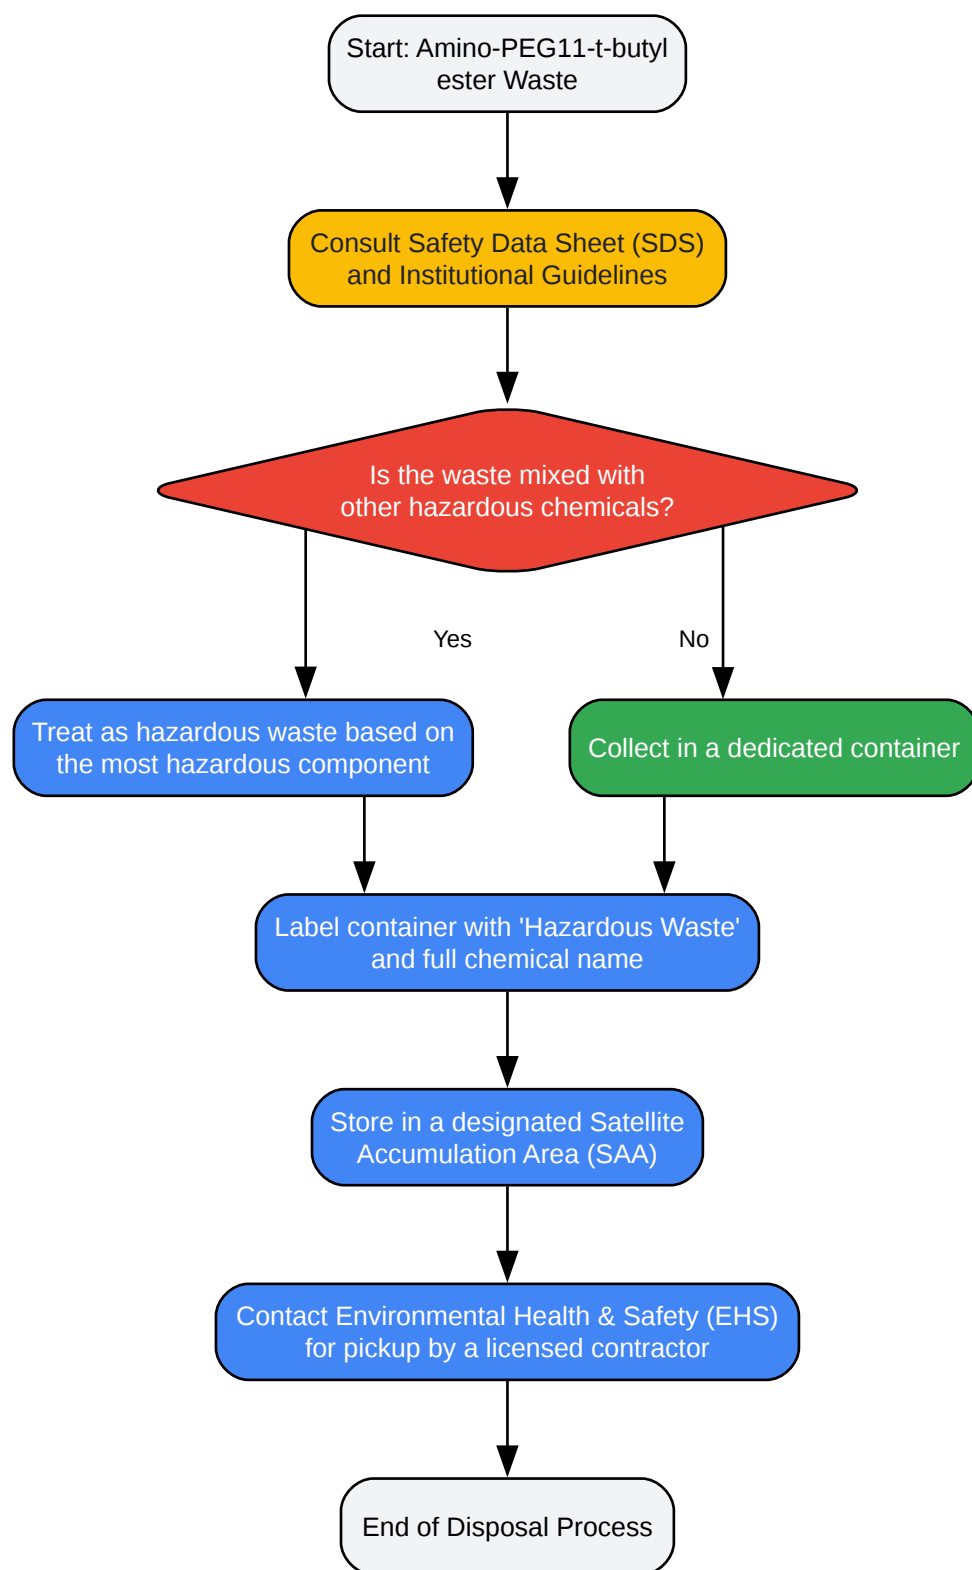 Start: Amino-PEG11-t-butyl
ester Waste
Consult Safety Data Sheet (SDS)
and Institutional Guidelines
Is the waste mixed with
other hazardous chemicals?
Yes
No
Treat as hazardous waste based on
the most hazardous component
Collect in a dedicated container
Label container with 'Hazardous Waste'
and full chemical name
Store in a designated Satellite
Accumulation Area (SAA)
Contact Environmental Health & Safety (EHS)
for pickup by a licensed contractor
End of Disposal Process